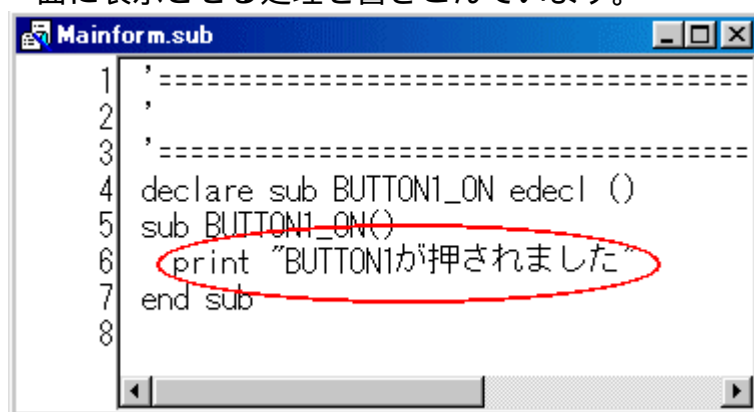 面に表示させる処理を書きこんでいます。
Mainform.sub
1 '=====================================
2 '
3 '=====================================
4 declare sub BUTTON1_ON edecl ()
5 sub BUTTON1_ON()
6 print "BUTTON1が押されました"
7 end sub
8